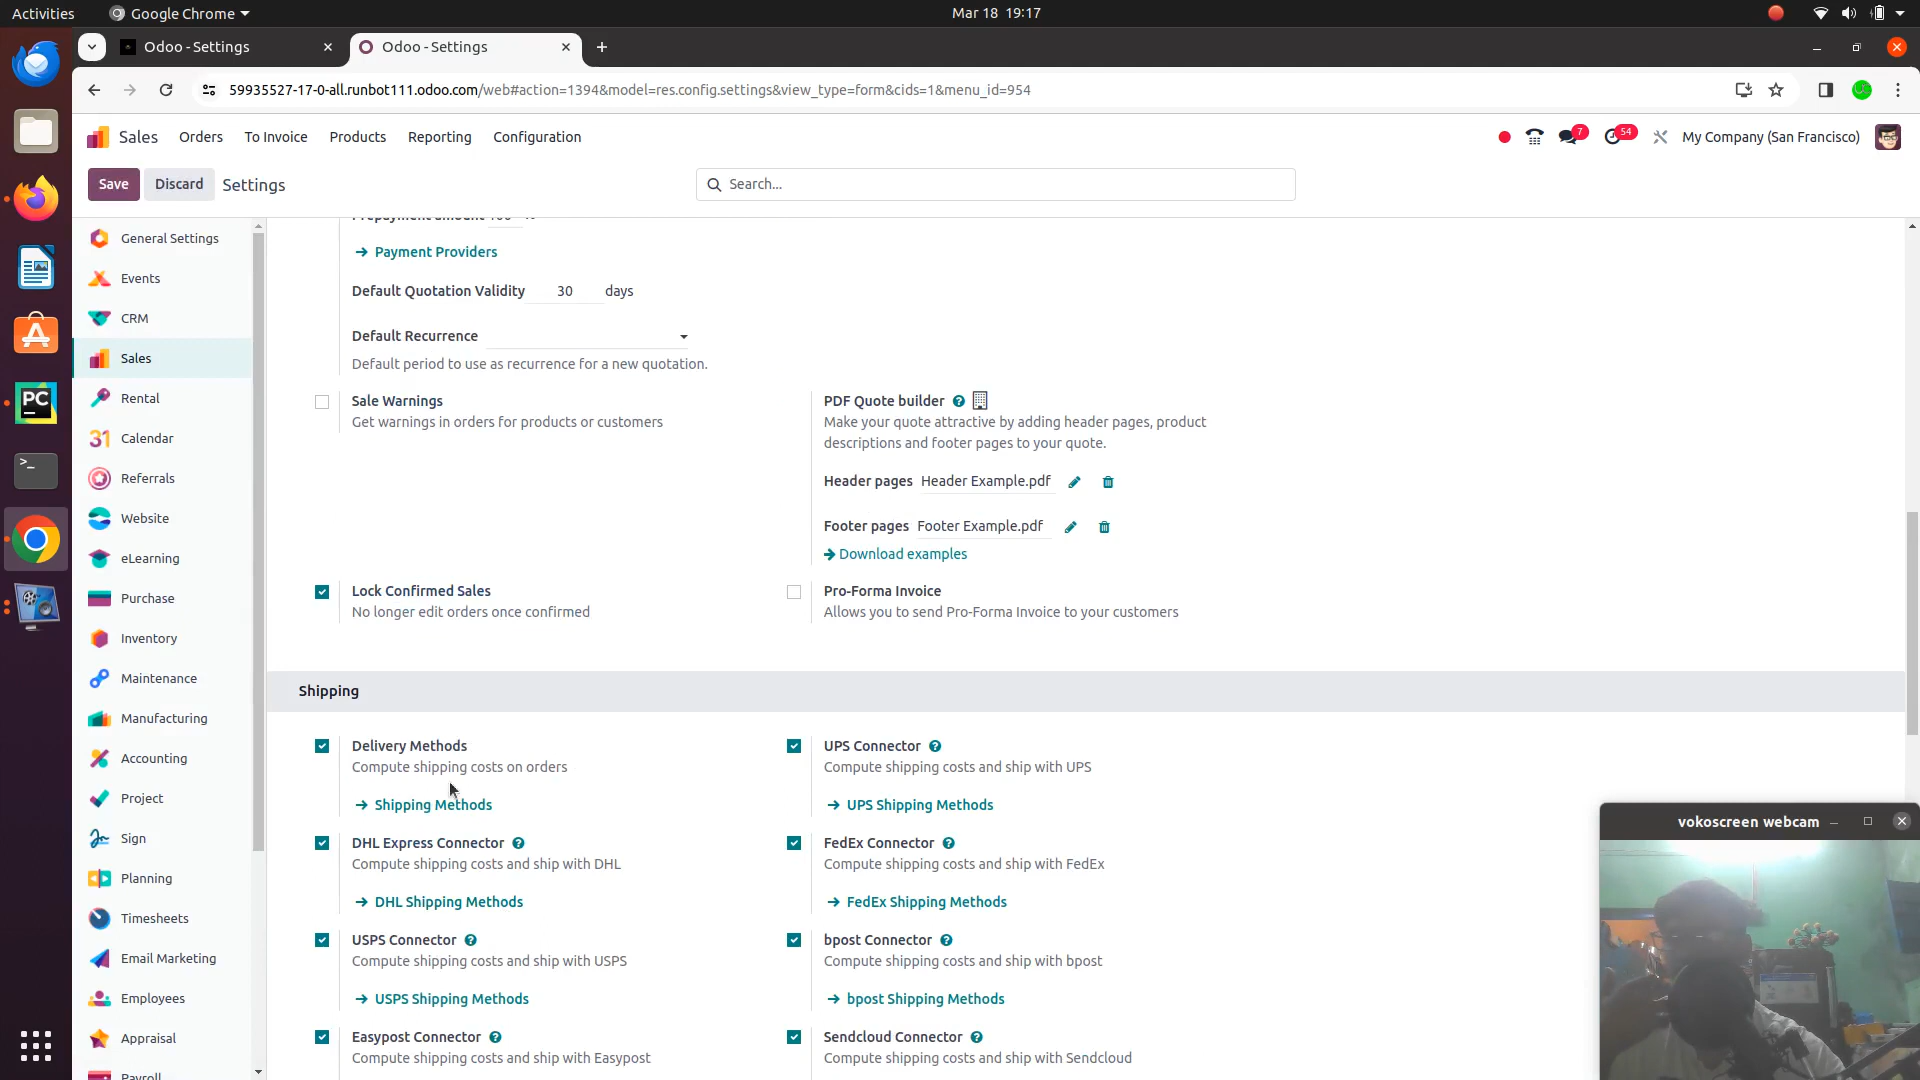 Activities
Google Chrome
Mar 18 19:17
Odoo - Settings
Odoo - Settings
59935527-17-0-all.runbot111.odoo.com/web#action=1394&model=res.config.settings&view_type=form&cids=1&menu_id=954
Sales
Orders
To Invoice
Products
Reporting
Configuration
7
54
My Company (San Francisco)
Save
Discard
Settings
Search...
General Settings
Events
CRM
Sales
Rental
31
Calendar
Referrals
Website
eLearning
Purchase
Inventory
Maintenance
Manufacturing
Accounting
Project
Sign
Planning
Timesheets
Email Marketing
Employees
Appraisal
Payroll
PC
Prepayment amount 100 %
Payment Providers
Default Quotation Validity 30 days
Default Recurrence
Default period to use as recurrence for a new quotation.
Sale Warnings
Get warnings in orders for products or customers
PDF Quote builder
Make your quote attractive by adding header pages, product
descriptions and footer pages to your quote.
Header pages Header Example.pdf
Footer pages Footer Example.pdf
Download examples
Lock Confirmed Sales
No longer edit orders once confirmed
Pro-Forma Invoice
Allows you to send Pro-Forma Invoice to your customers
Shipping
Delivery Methods
Compute shipping costs on orders
Shipping Methods
UPS Connector
Compute shipping costs and ship with UPS
UPS Shipping Methods
DHL Express Connector
Compute shipping costs and ship with DHL
DHL Shipping Methods
FedEx Connector
Compute shipping costs and ship with FedEx
FedEx Shipping Methods
USPS Connector
Compute shipping costs and ship with USPS
USPS Shipping Methods
bpost Connector
Compute shipping costs and ship with bpost
bpost Shipping Methods
Easypost Connector
Compute shipping costs and ship with Easypost
Sendcloud Connector
Compute shipping costs and ship with Sendcloud
vokoscreen webcam